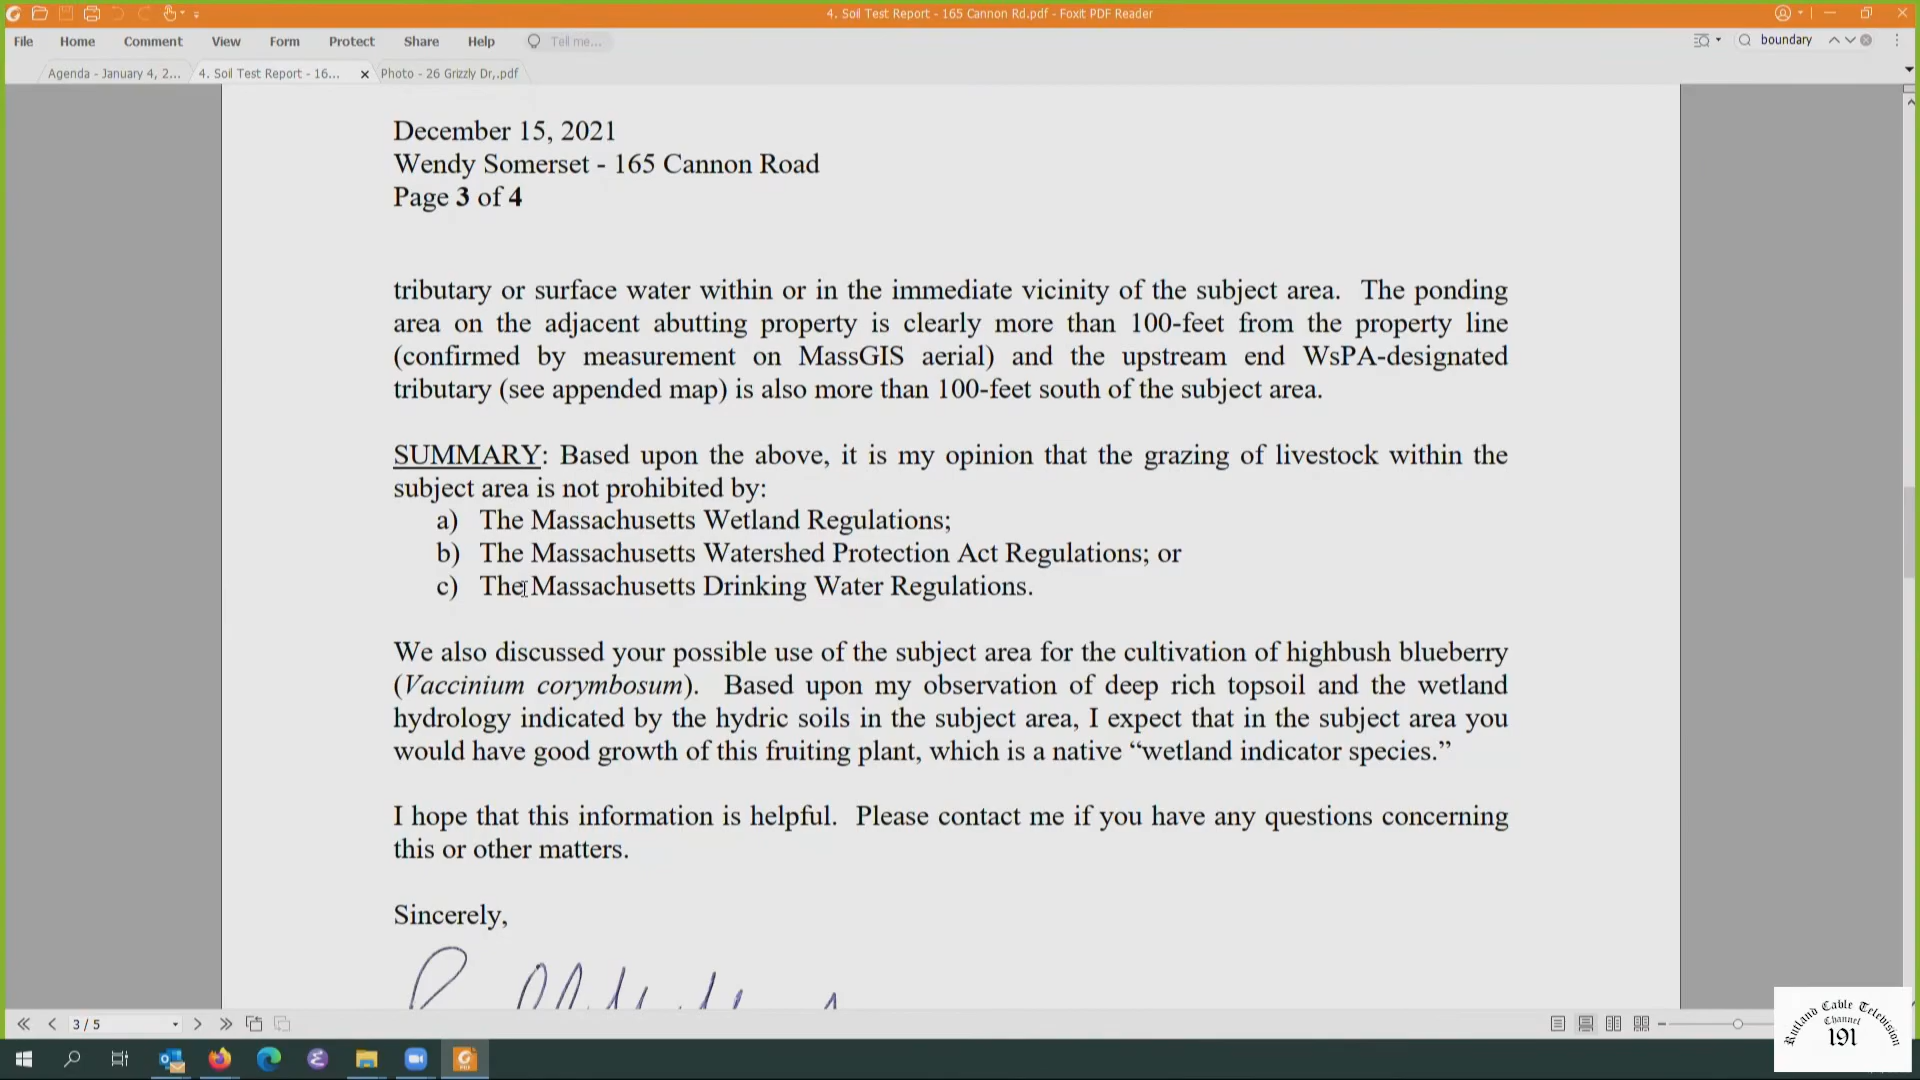 4. Soil Test Report - 165 Cannon Rd.pdf - Foxit PDF Reader
File Home Comment View Form Protect Share Help Tell me... boundary
Agenda - January 4, 2... 4. Soil Test Report - 16... Photo - 26 Grizzly Dr,.pdf
December 15, 2021
Wendy Somerset - 165 Cannon Road
Page 3 of 4
tributary or surface water within or in the immediate vicinity of the subject area. The ponding
area on the adjacent abutting property is clearly more than 100-feet from the property line
(confirmed by measurement on MassGIS aerial) and the upstream end WsPA-designated
tributary (see appended map) is also more than 100-feet south of the subject area.
SUMMARY: Based upon the above, it is my opinion that the grazing of livestock within the
subject area is not prohibited by:
a) The Massachusetts Wetland Regulations;
b) The Massachusetts Watershed Protection Act Regulations; or
c) The Massachusetts Drinking Water Regulations.
We also discussed your possible use of the subject area for the cultivation of highbush blueberry
(Vaccinium corymbosum). Based upon my observation of deep rich topsoil and the wetland
hydrology indicated by the hydric soils in the subject area, I expect that in the subject area you
would have good growth of this fruiting plant, which is a native “wetland indicator species.”
I hope that this information is helpful. Please contact me if you have any questions concerning
this or other matters.
Sincerely,
3 / 5
Rutland Cable Television
Channel
191